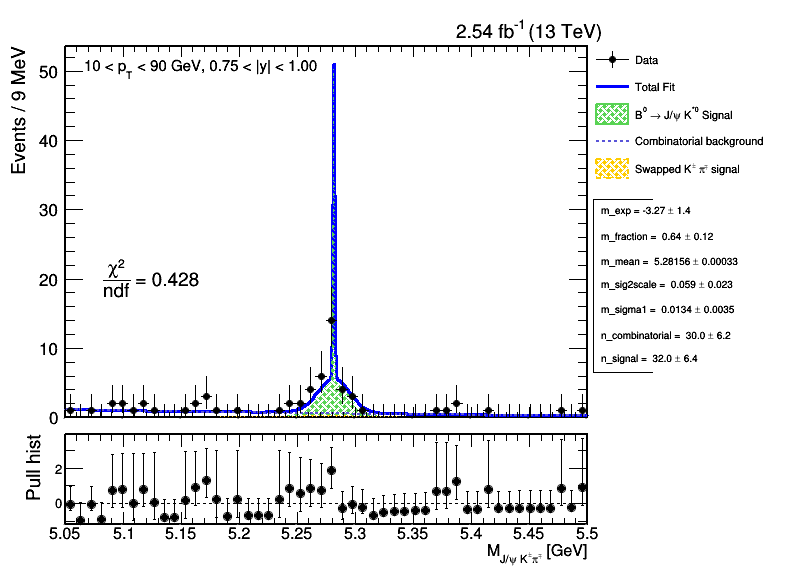 2.54 fb⁻¹ (13 TeV)
Events / 9 MeV
10 < p_T < 90 GeV, 0.75 < |y| < 1.00
50
40
30
20
10
0
χ²/ndf = 0.428
Data
Total Fit
B⁰ → J/ψ K*⁰ Signal
Combinatorial background
Swapped K± π∓ signal
m_exp = -3.27 ± 1.4
m_fraction = 0.64 ± 0.12
m_mean = 5.28156 ± 0.00033
m_sig2scale = 0.059 ± 0.023
m_sigma1 = 0.0134 ± 0.0035
n_combinatorial = 30.0 ± 6.2
n_signal = 32.0 ± 6.4
Pull hist
2
0
5.05 5.1 5.15 5.2 5.25 5.3 5.35 5.4 5.45 5.5
M_J/ψ K±π∓ [GeV]